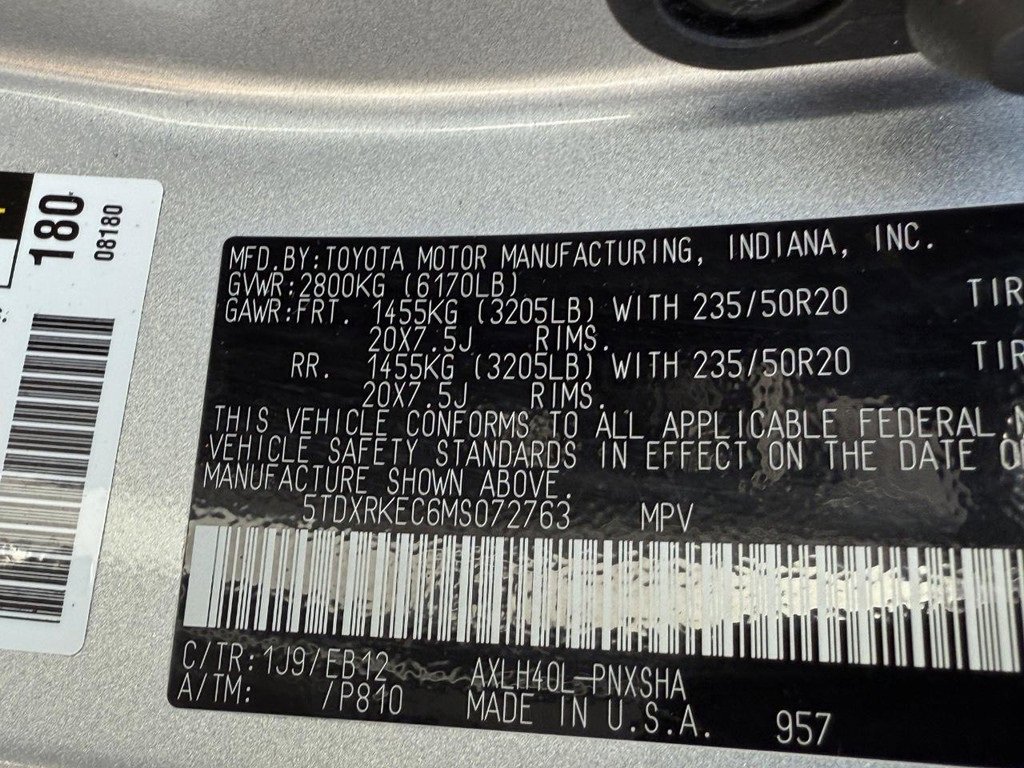 180
08180
MFD.BY:TOYOTA MOTOR MANUFACTURING, INDIANA, INC.
GVWR:2800KG (6170LB)
GAWR:FRT. 1455KG (3205LB) WITH 235/50R20 TIR
20X7.5J RIMS.
RR. 1455KG (3205LB) WITH 235/50R20 TIR
20X7.5J RIMS.
THIS VEHICLE CONFORMS TO ALL APPLICABLE FEDERAL
VEHICLE SAFETY STANDARDS IN EFFECT ON THE DATE O
MANUFACTURE SHOWN ABOVE.
5TDXRKEC6MS072763 MPV
C/TR:1J9/EB12 AXLH40L-PNXSHA
A/TM: /P810 MADE IN U.S.A. 957